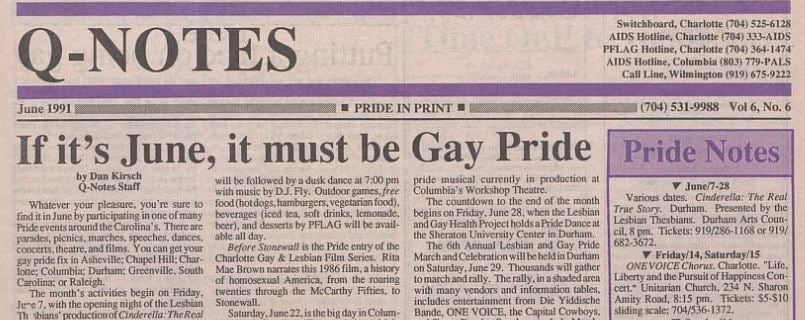 Q-NOTES
Switchboard, Charlotte (704) 525-6128
AIDS Hotline, Charlotte (704) 333-AIDS
PFLAG Hotline, Charlotte (704) 364-1474
AIDS Hotline, Columbia (803) 779-PALS
Call Line, Wilmington (919) 675-9222
June 1991
■ PRIDE IN PRINT ■
(704) 531-9988 Vol 6, No. 6
If it's June, it must be Gay Pride
by Dan Kirsch
Q-Notes Staff
Whatever your pleasure, you're sure to
find it in June by participating in one of many
Pride events around the Carolina's. There are
parades, picnics, marches, speeches, dances,
concerts, theatre, and films. You can get your
gay pride fix in Asheville; Chapel Hill; Char-
lotte; Columbia; Durham; Greenville, South
Carolina; or Raleigh.
The month's activities begin on Friday,
June 7, with the opening night of the Lesbian
Thesbians' production of Cinderella: The Real
will be followed by a dusk dance at 7:00 pm
with music by D.J. Fly. Outdoor games, free
food (hot dogs, hamburgers, vegetarian food),
beverages (iced tea, soft drinks, lemonade,
beer), and desserts by PFLAG will be avail-
able all day.
Before Stonewall is the Pride entry of the
Charlotte Gay & Lesbian Film Series. Rita
Mae Brown narrates this 1986 film, a history
of homosexual America, from the roaring
twenties through the McCarthy Fifties, to
Stonewall.
Saturday, June 22, is the big day in Colum-
pride musical currently in production at
Columbia's Workshop Theatre.
The countdown to the end of the month
begins on Friday, June 28, when the Lesbian
and Gay Health Project holds a Pride Dance at
the Sheraton University Center in Durham.
The 6th Annual Lesbian and Gay Pride
March and Celebration will be held in Durham
on Saturday, June 29. Thousands will gather
to march and rally. The rally, in a shaded area
with many vendors and information tables,
includes entertainment from Die Yiddische
Bande, ONE VOICE, the Capital Cowboys,
Pride Notes
▼ June/7-28
Various dates. Cinderella: The Real
True Story. Durham. Presented by the
Lesbian Thesbians. Durham Arts Coun-
cil, 8 pm. Tickets: 919/286-1168 or 919/
682-3672.
▼ Friday/14, Saturday/15
ONE VOICE Chorus. Charlotte. "Life,
Liberty and the Pursuit of Happiness Con-
cert." Unitarian Church, 234 N. Sharon
Amity Road, 8:15 pm. Tickets: $5-$10
sliding scale; 704/536-1372.